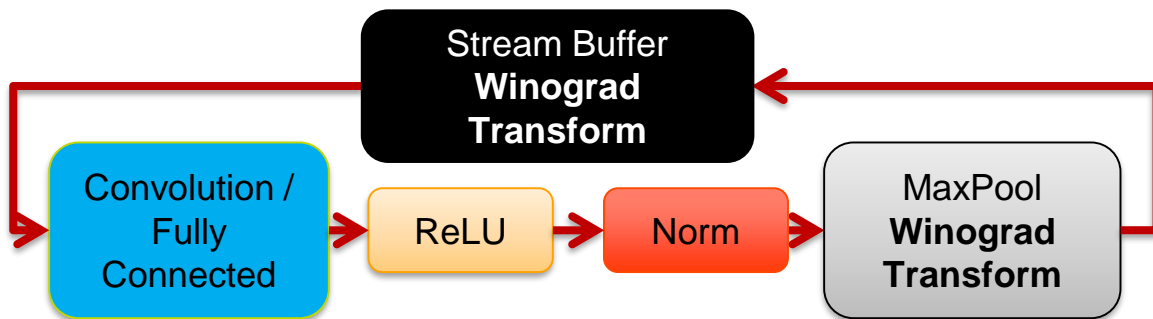 Stream Buffer
Winograd
Transform
Convolution /
Fully
Connected
ReLU
Norm
MaxPool
Winograd
Transform